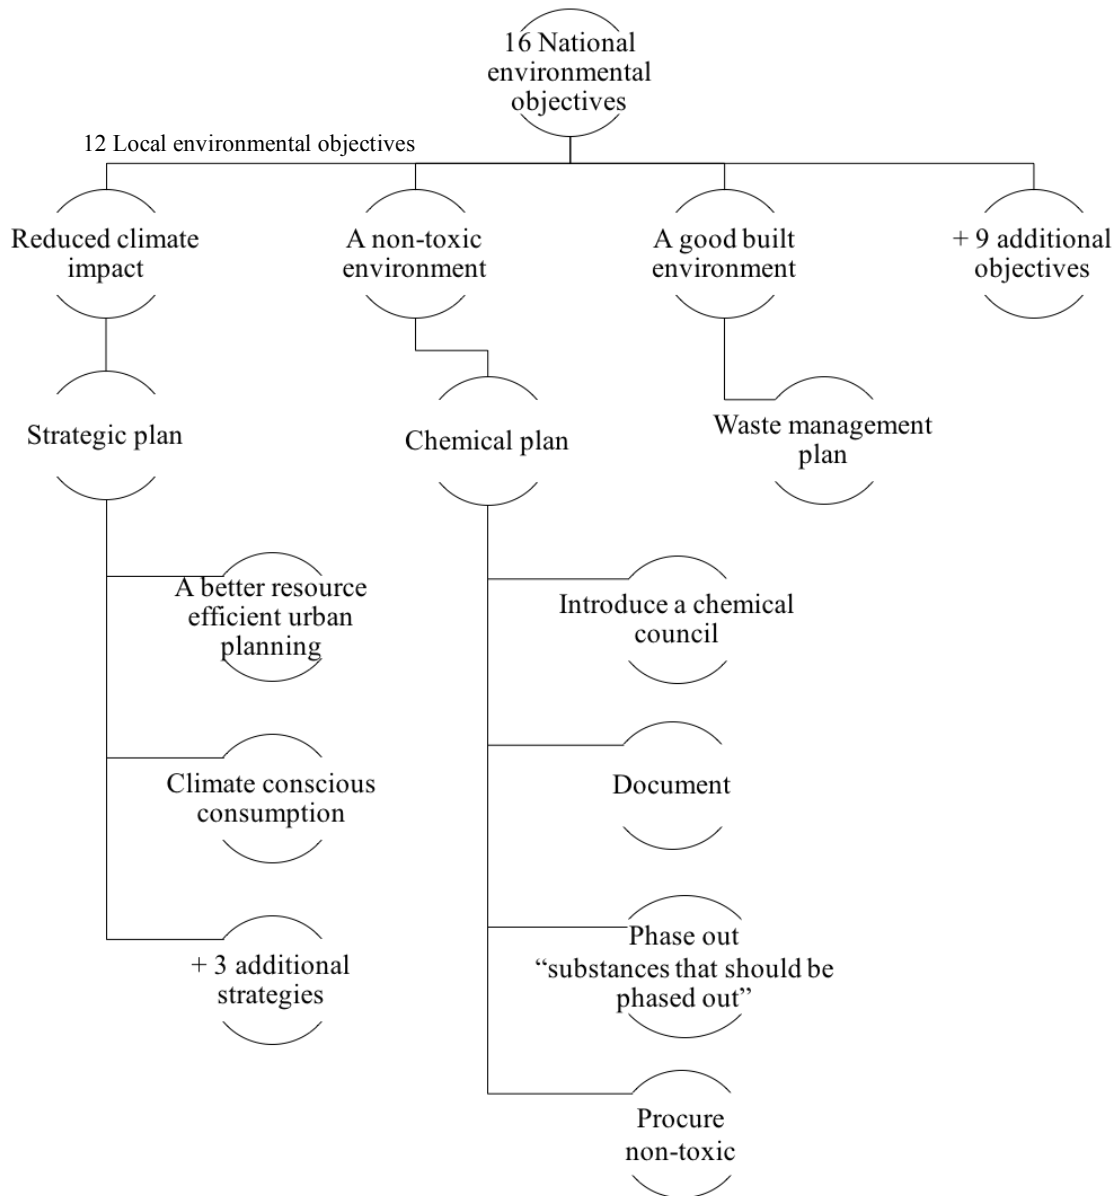 16 National
environmental
objectives
12 Local environmental objectives
Reduced climate
impact
A non-toxic
environment
A good built
environment
+ 9 additional
objectives
Strategic plan
Chemical plan
Waste management
plan
A better resource
efficient urban
planning
Climate conscious
consumption
+ 3 additional
strategies
Introduce a chemical
council
Document
Phase out
“substances that should be
phased out”
Procure
non-toxic